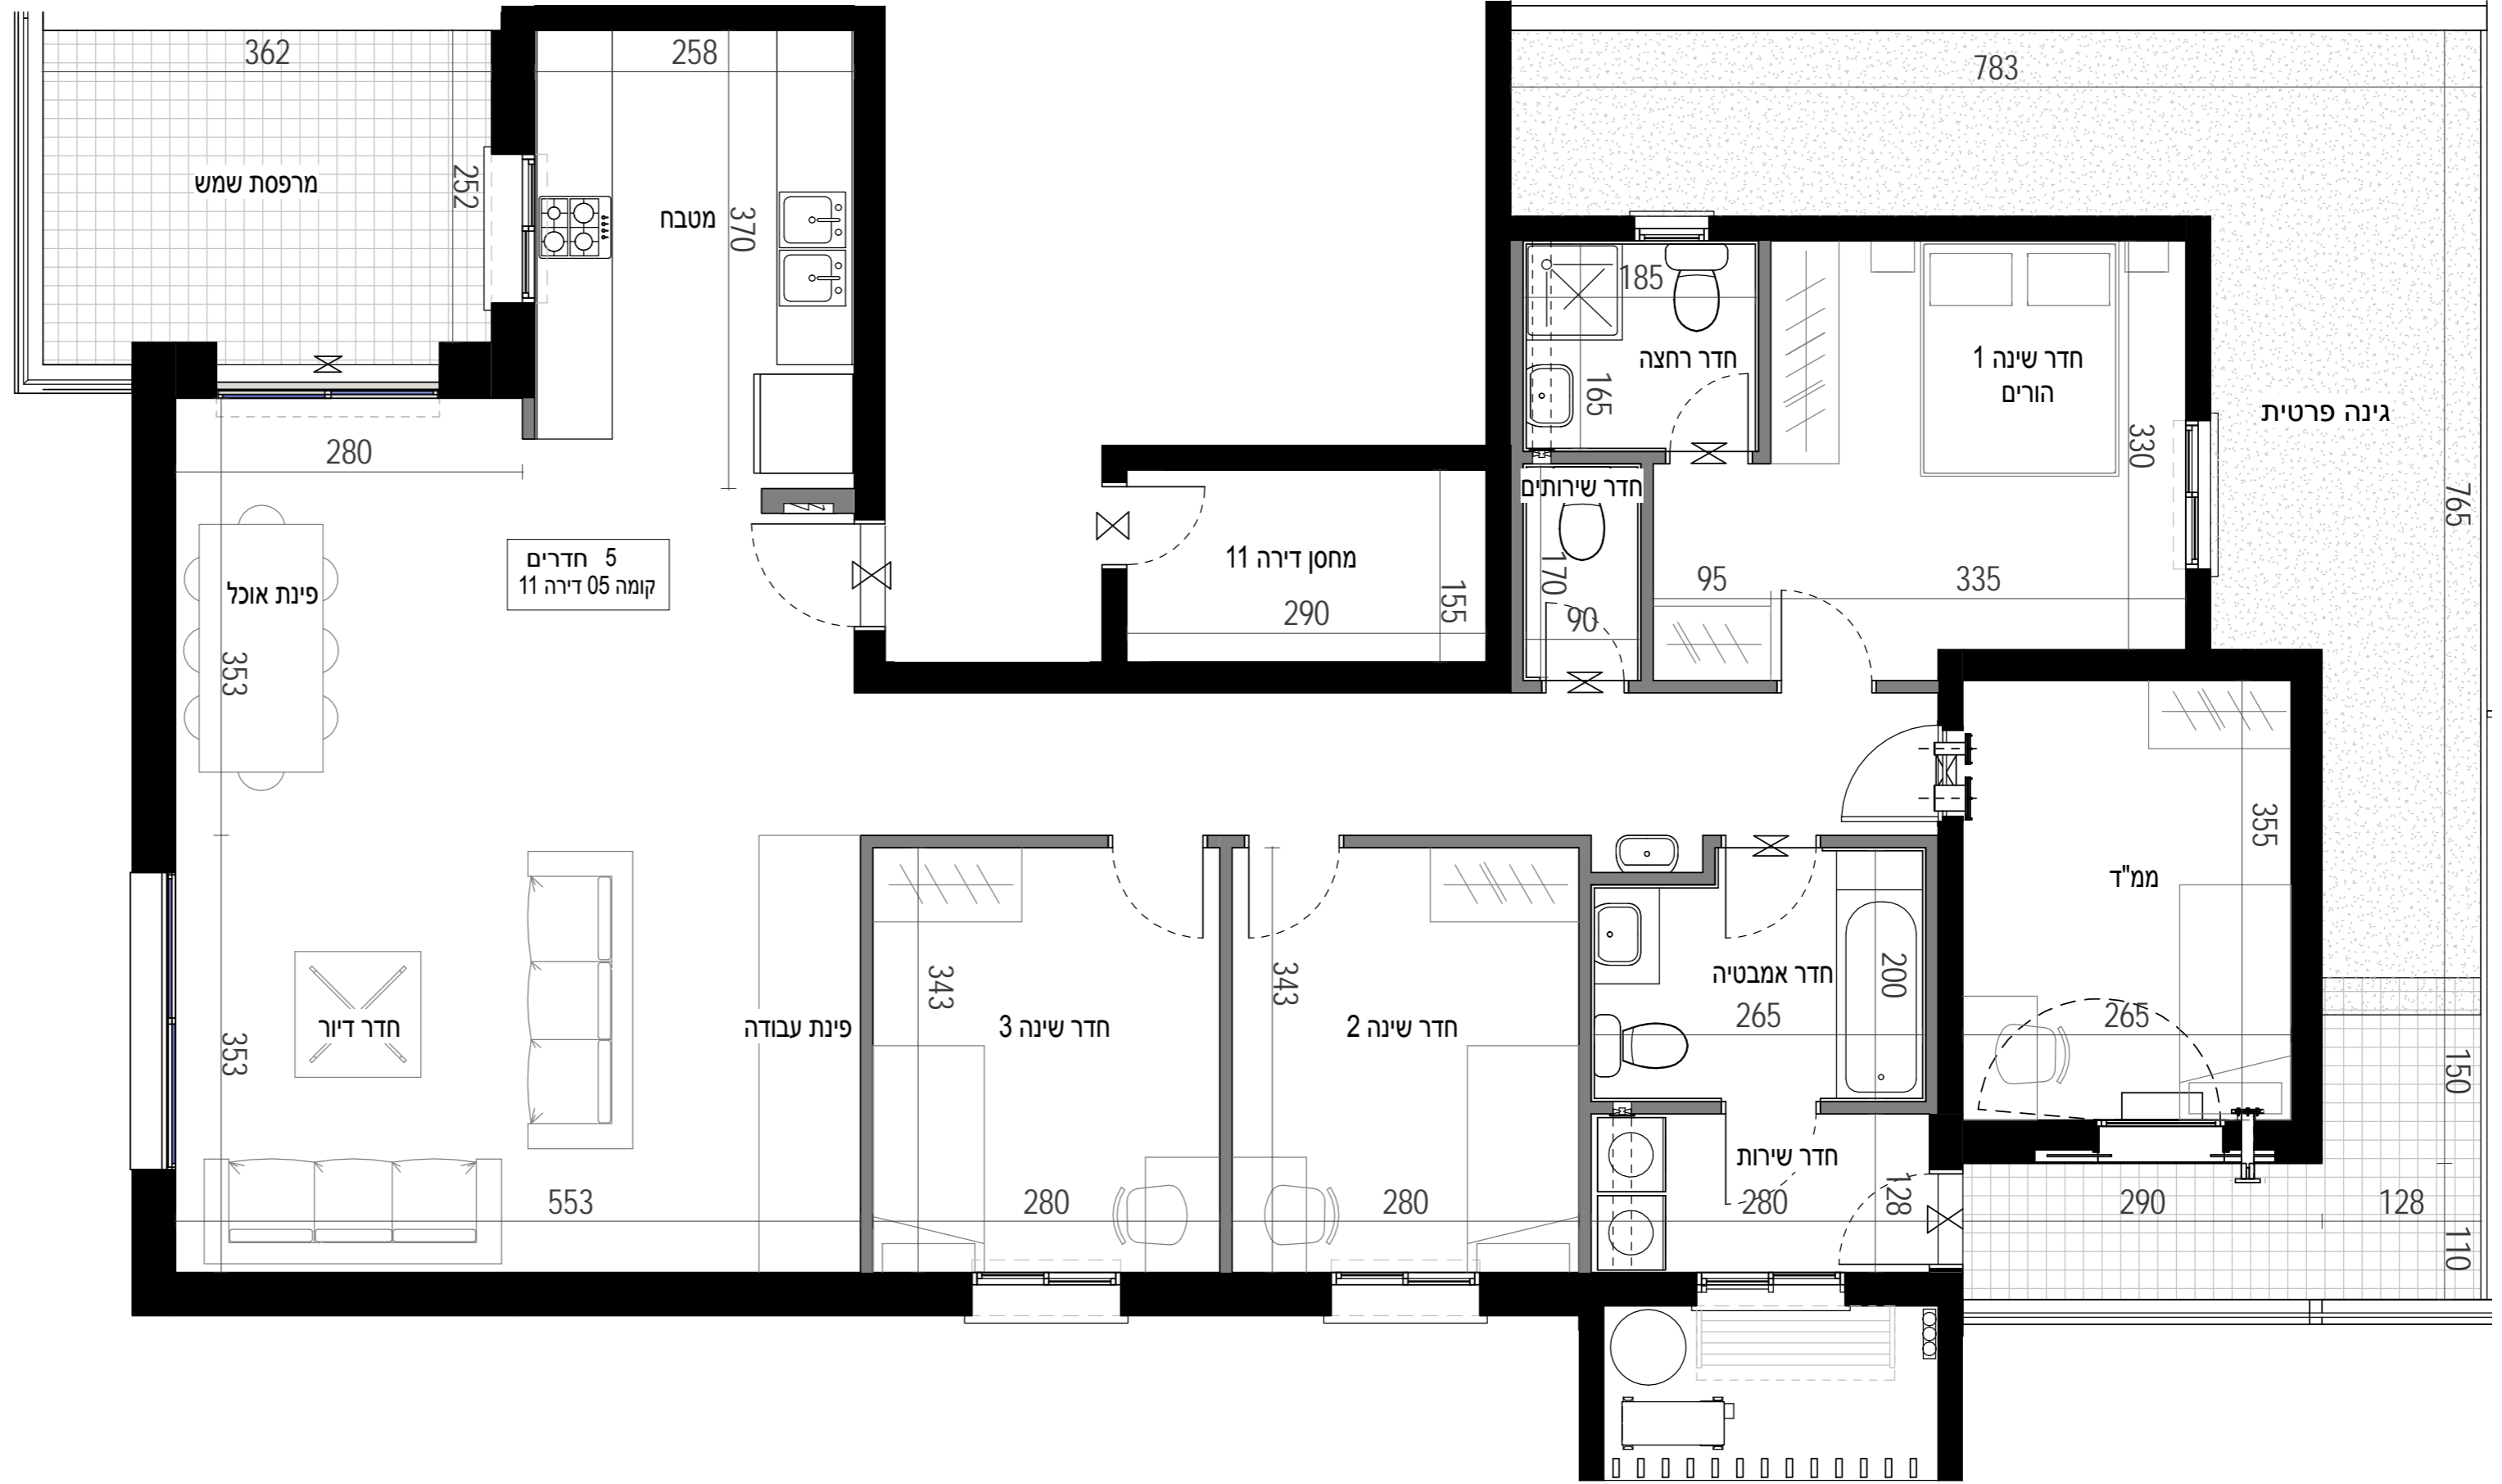 362
258
783
מרפסת שמש
252
מטבח
370
185
חדר רחצה
165
חדר שינה 1
הורים
330
גינה פרטית
765
280
חדר שירותים
170
90
95
335
5 חדרים
קומה 05 דירה 11
מחסן דירה 11
290
155
פינת אוכל
353
353
חדר דיור
553
פינת עבודה
343
חדר שינה 3
280
343
חדר שינה 2
280
חדר אמבטיה
200
265
חדר שירות
280
128
ממ"ד
355
265
290
128
150
110